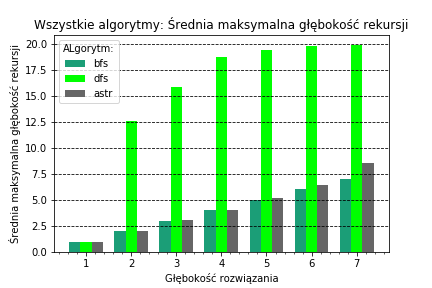 Wszystkie algorytmy: Średnia maksymalna głębokość rekursji
Średnia maksymalna głębokość rekursji
20.0
17.5
15.0
12.5
10.0
7.5
5.0
2.5
0.0
ALgorytm:
bfs
dfs
astr
1 2 3 4 5 6 7
Głębokość rozwiązania